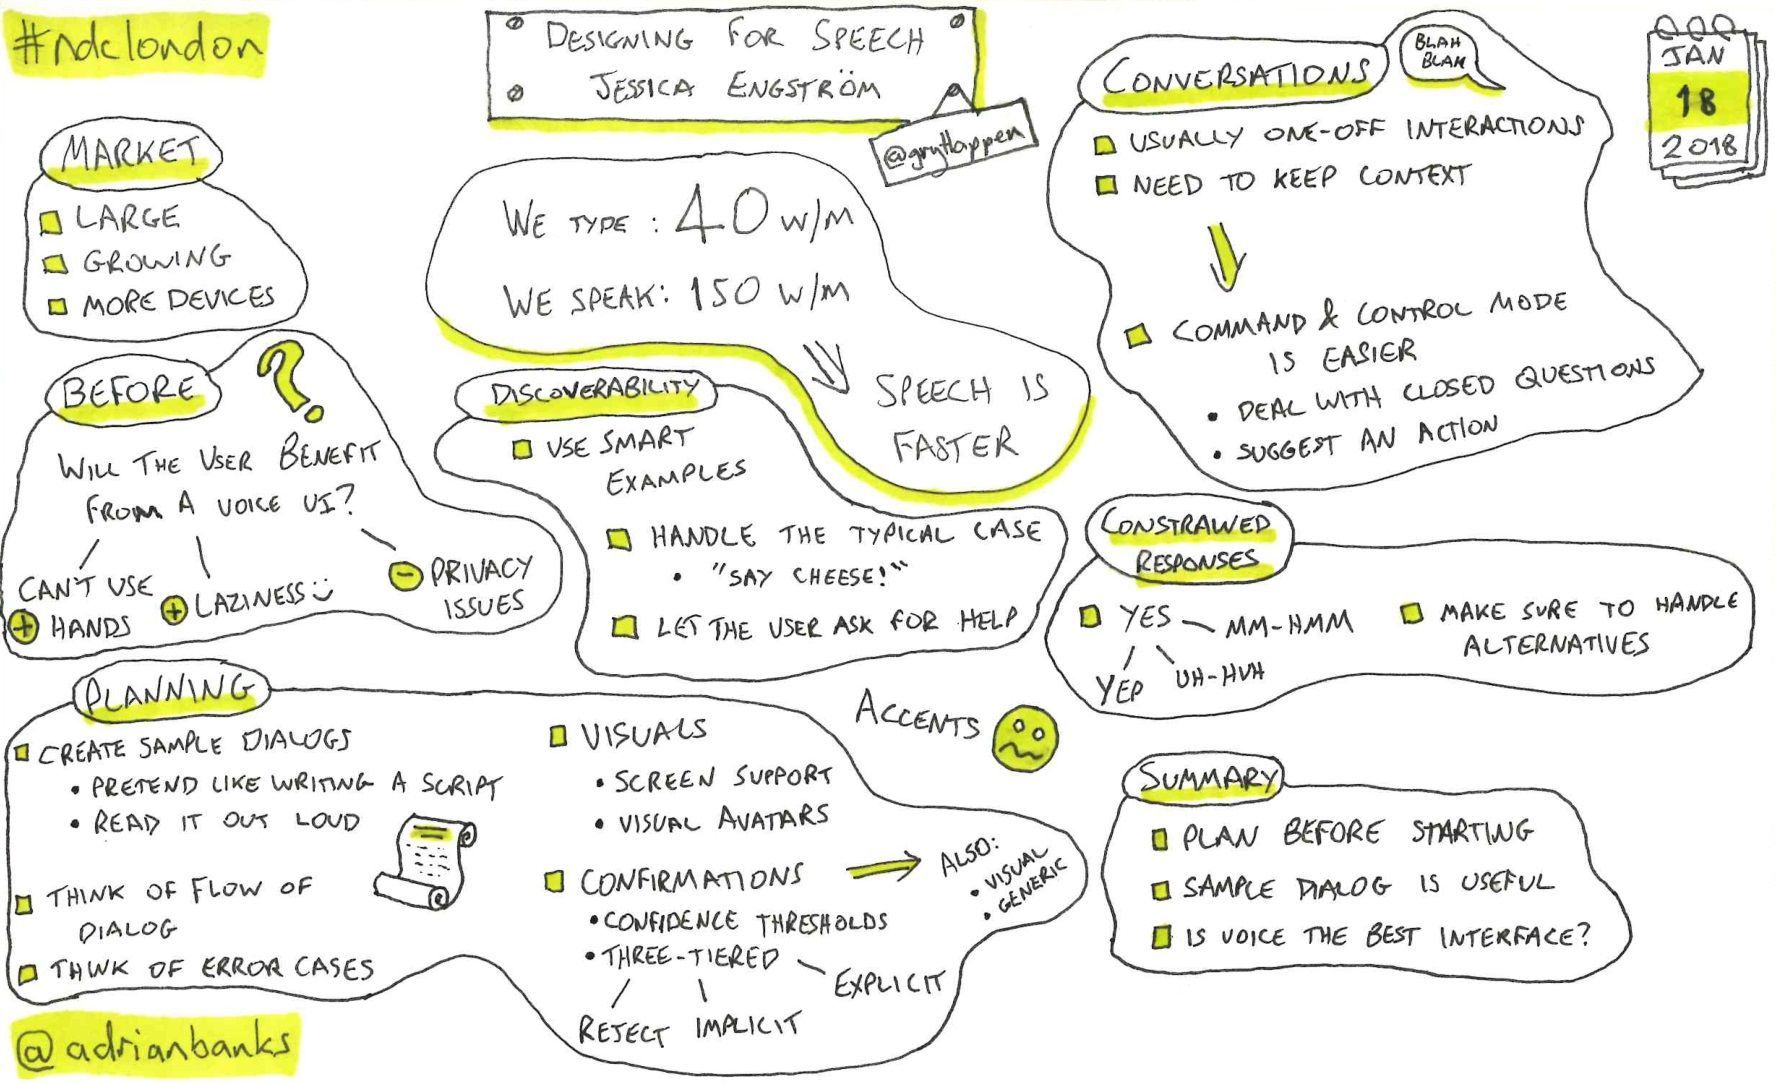 #ndclondon
DESIGNING FOR SPEECH
JESSICA ENGSTRÖM
JAN
18
2018
MARKET
LARGE
GROWING
MORE DEVICES
WE TYPE: 40 W/M
WE SPEAK: 150 W/M
SPEECH IS
FASTER
CONVERSATIONS
BLAH
BLAH
USUALLY ONE-OFF INTERACTIONS
NEED TO KEEP CONTEXT
COMMAND & CONTROL MODE
IS EASIER
• DEAL WITH CLOSED QUESTIONS
• SUGGEST AN ACTION
BEFORE
?
WILL THE USER BENEFIT
FROM A VOICE UI?
CAN'T USE
+ HANDS
+ LAZINESS
- PRIVACY
ISSUES
DISCOVERABILITY
USE SMART
EXAMPLES
HANDLE THE TYPICAL CASE
• "SAY CHEESE!"
LET THE USER ASK FOR HELP
CONSTRAINED
RESPONSES
YES
MM-HMM
YEP
UH-HUH
MAKE SURE TO HANDLE
ALTERNATIVES
PLANNING
CREATE SAMPLE DIALOGS
• PRETEND LIKE WRITING A SCRIPT
• READ IT OUT LOUD
THINK OF FLOW OF
DIALOG
THINK OF ERROR CASES
VISUALS
• SCREEN SUPPORT
• VISUAL AVATARS
CONFIRMATIONS
• CONFIDENCE THRESHOLDS
• THREE-TIERED
REJECT
IMPLICIT
EXPLICIT
ALSO:
• VISUAL
• GENERIC
ACCENTS
SUMMARY
PLAN BEFORE STARTING
SAMPLE DIALOG IS USEFUL
IS VOICE THE BEST INTERFACE?
@adrianbanks